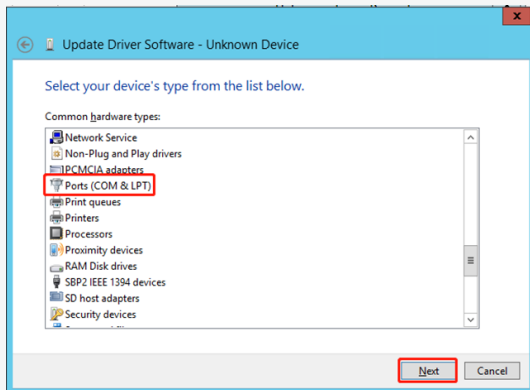 Update Driver Software - Unknown Device
Select your device's type from the list below.
Common hardware types:
Network Service
Non-Plug and Play drivers
PCMCIA adapters
Ports (COM & LPT)
Print queues
Printers
Processors
Proximity devices
RAM Disk drives
SBP2 IEEE 1394 devices
SD host adapters
Security devices
Next Cancel